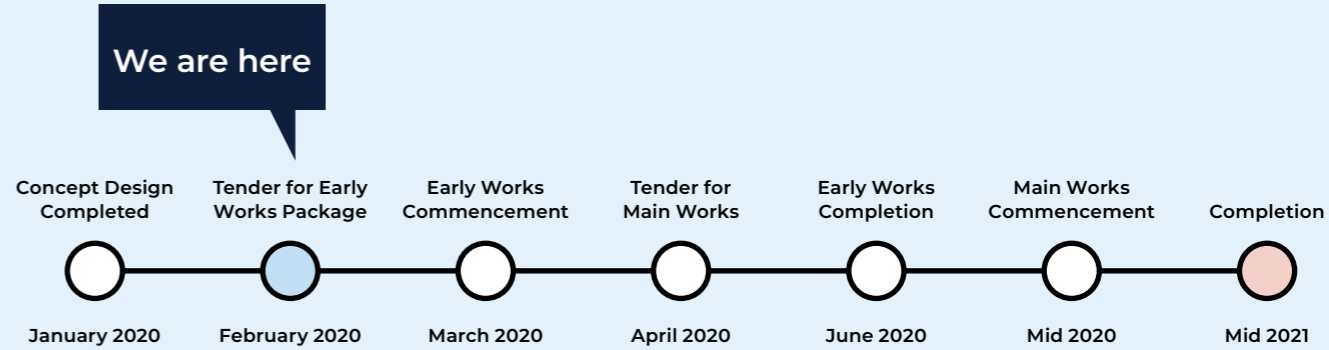 We are here
Concept Design
Completed
Tender for Early
Works Package
Early Works
Commencement
Tender for
Main Works
Early Works
Completion
Main Works
Commencement
Completion
January 2020
February 2020
March 2020
April 2020
June 2020
Mid 2020
Mid 2021